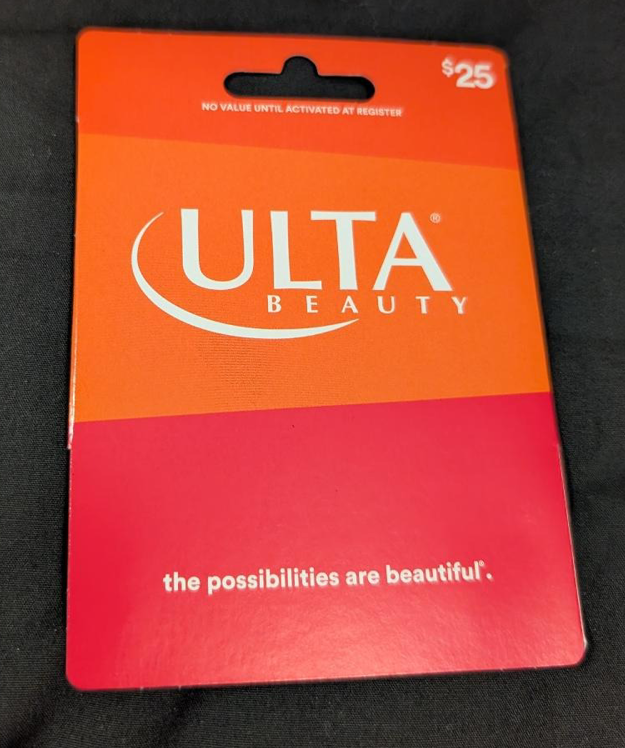 $25
NO VALUE UNTIL ACTIVATED AT REGISTER
ULTA®
BEAUTY
the possibilities are beautiful®.